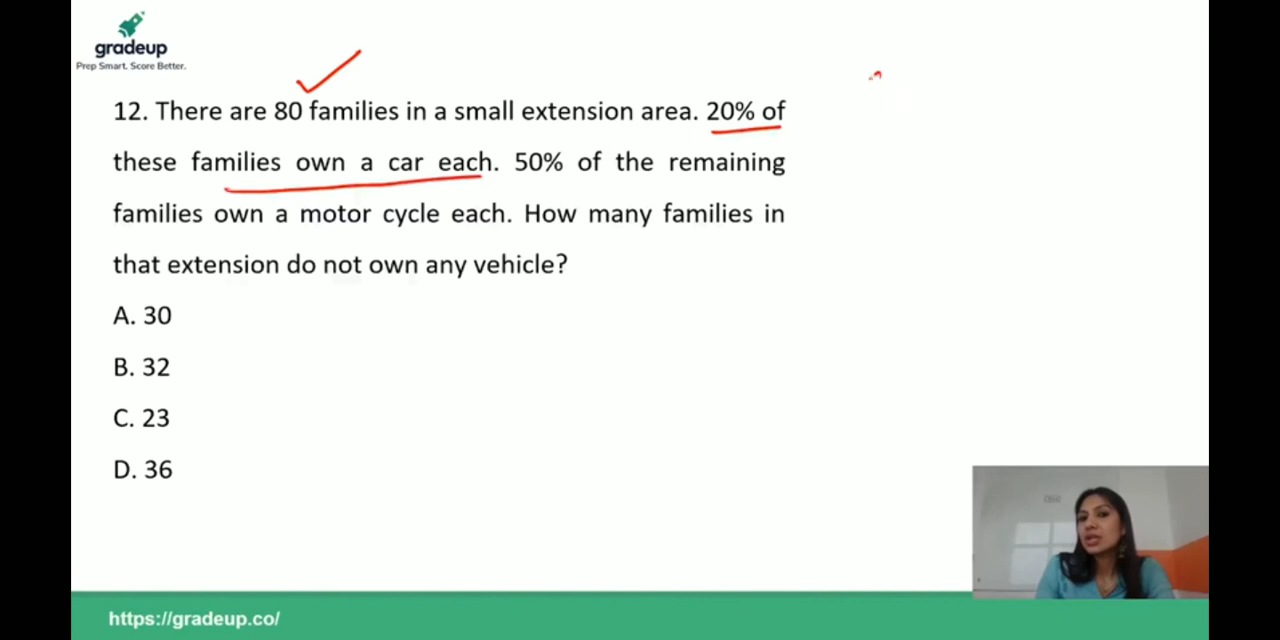 gradeup
Prep Smart. Score Better.
12. There are 80 families in a small extension area. 20% of
these families own a car each. 50% of the remaining
families own a motor cycle each. How many families in
that extension do not own any vehicle?
A. 30
B. 32
C. 23
D. 36
https://gradeup.co/